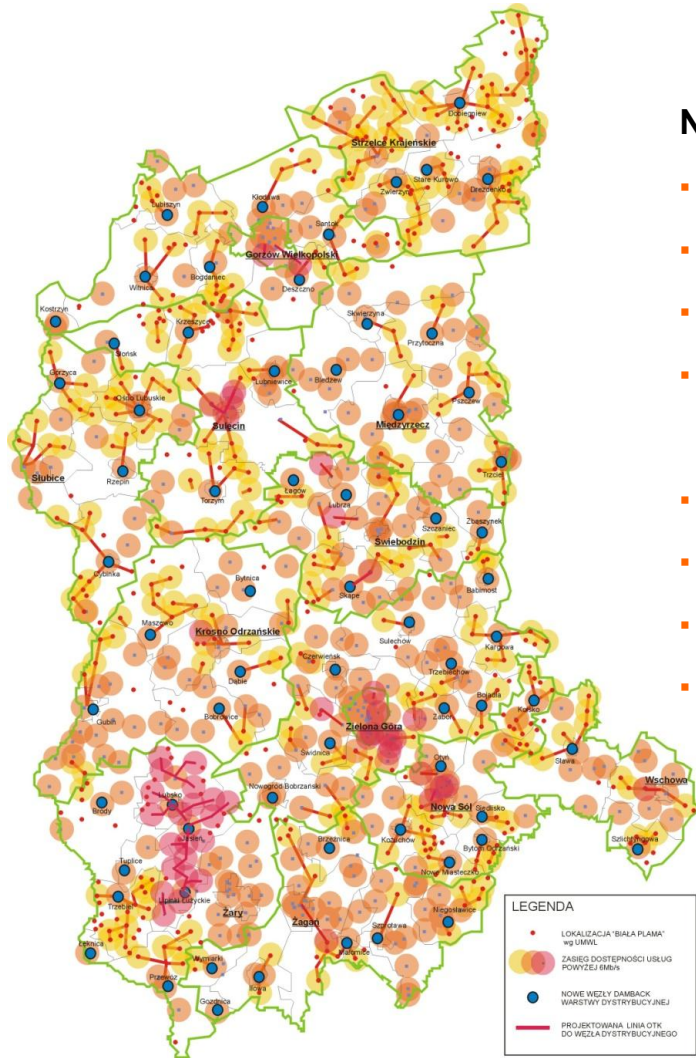 N
Dobiegniew
Strzelce Krajeńskie
Stare Kurowo
Zwierzyn
Drezdenko
Kłodawa
Lubiszyn
Santok
Gorzów Wielkopolski
Bogdaniec
Witnica
Deszczno
Kostrzyn
Skwierzyna
Krzeszyce
Przytoczna
Słońsk
Górzyca
Lubniewice
Bledzew
Ośno Lubuskie
Pszczew
Sulęcin
Międzyrzecz
Słubice
Rzepin
Trzciel
Torzym
Łagów
Lubrza
Szczaniec
Zbąszynek
Świebodzin
Cybinka
Bytnica
Skąpe
Babimost
Maszewo
Krosno Odrzańskie
Sulechów
Kargowa
Czerwieńsk
Trzebiechów
Dąbie
Bojadła
Kolsko
Gubin
Bobrowice
Zabór
Zielona Góra
Świdnica
Sława
Otyń
Wschowa
Nowogród Bobrzański
Lubsko
Brody
Nowa Sól
Siedlisko
Jasień
Kożuchów
Szlichtyngowa
Brzeźnica
Bytom Odrzański
Tuplice
Nowe Miasteczko
Trzebiel
Lipinki Łużyckie
Żary
Żagań
Niegosławice
Szprotawa
Łęknica
Małomice
Wymiarki
Przewóz
Iłowa
Gozdnica
LEGENDA
LOKALIZACJA "BIAŁA PLAMA"
wg UMWL
ZASIĘG DOSTĘPNOŚCI USŁUG
POWYŻEJ 6Mb/s
NOWE WĘZŁY DAMBACK
WARSTWY DYSTRYBUCYJNEJ
PROJEKTOWANA LINIA OTK
DO WĘZŁA DYSTRYBUCYJNEGO